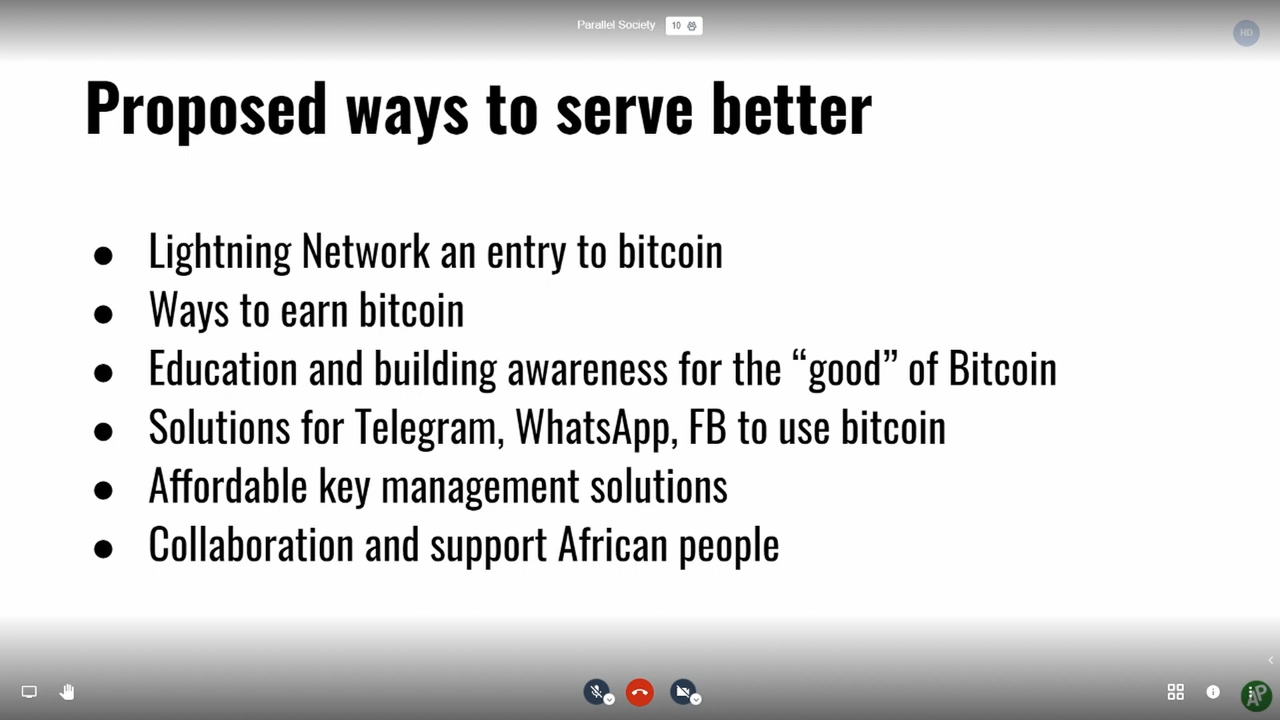 Parallel Society 10
HD
Proposed ways to serve better
● Lightning Network an entry to bitcoin
● Ways to earn bitcoin
● Education and building awareness for the “good” of Bitcoin
● Solutions for Telegram, WhatsApp, FB to use bitcoin
● Affordable key management solutions
● Collaboration and support African people
AP